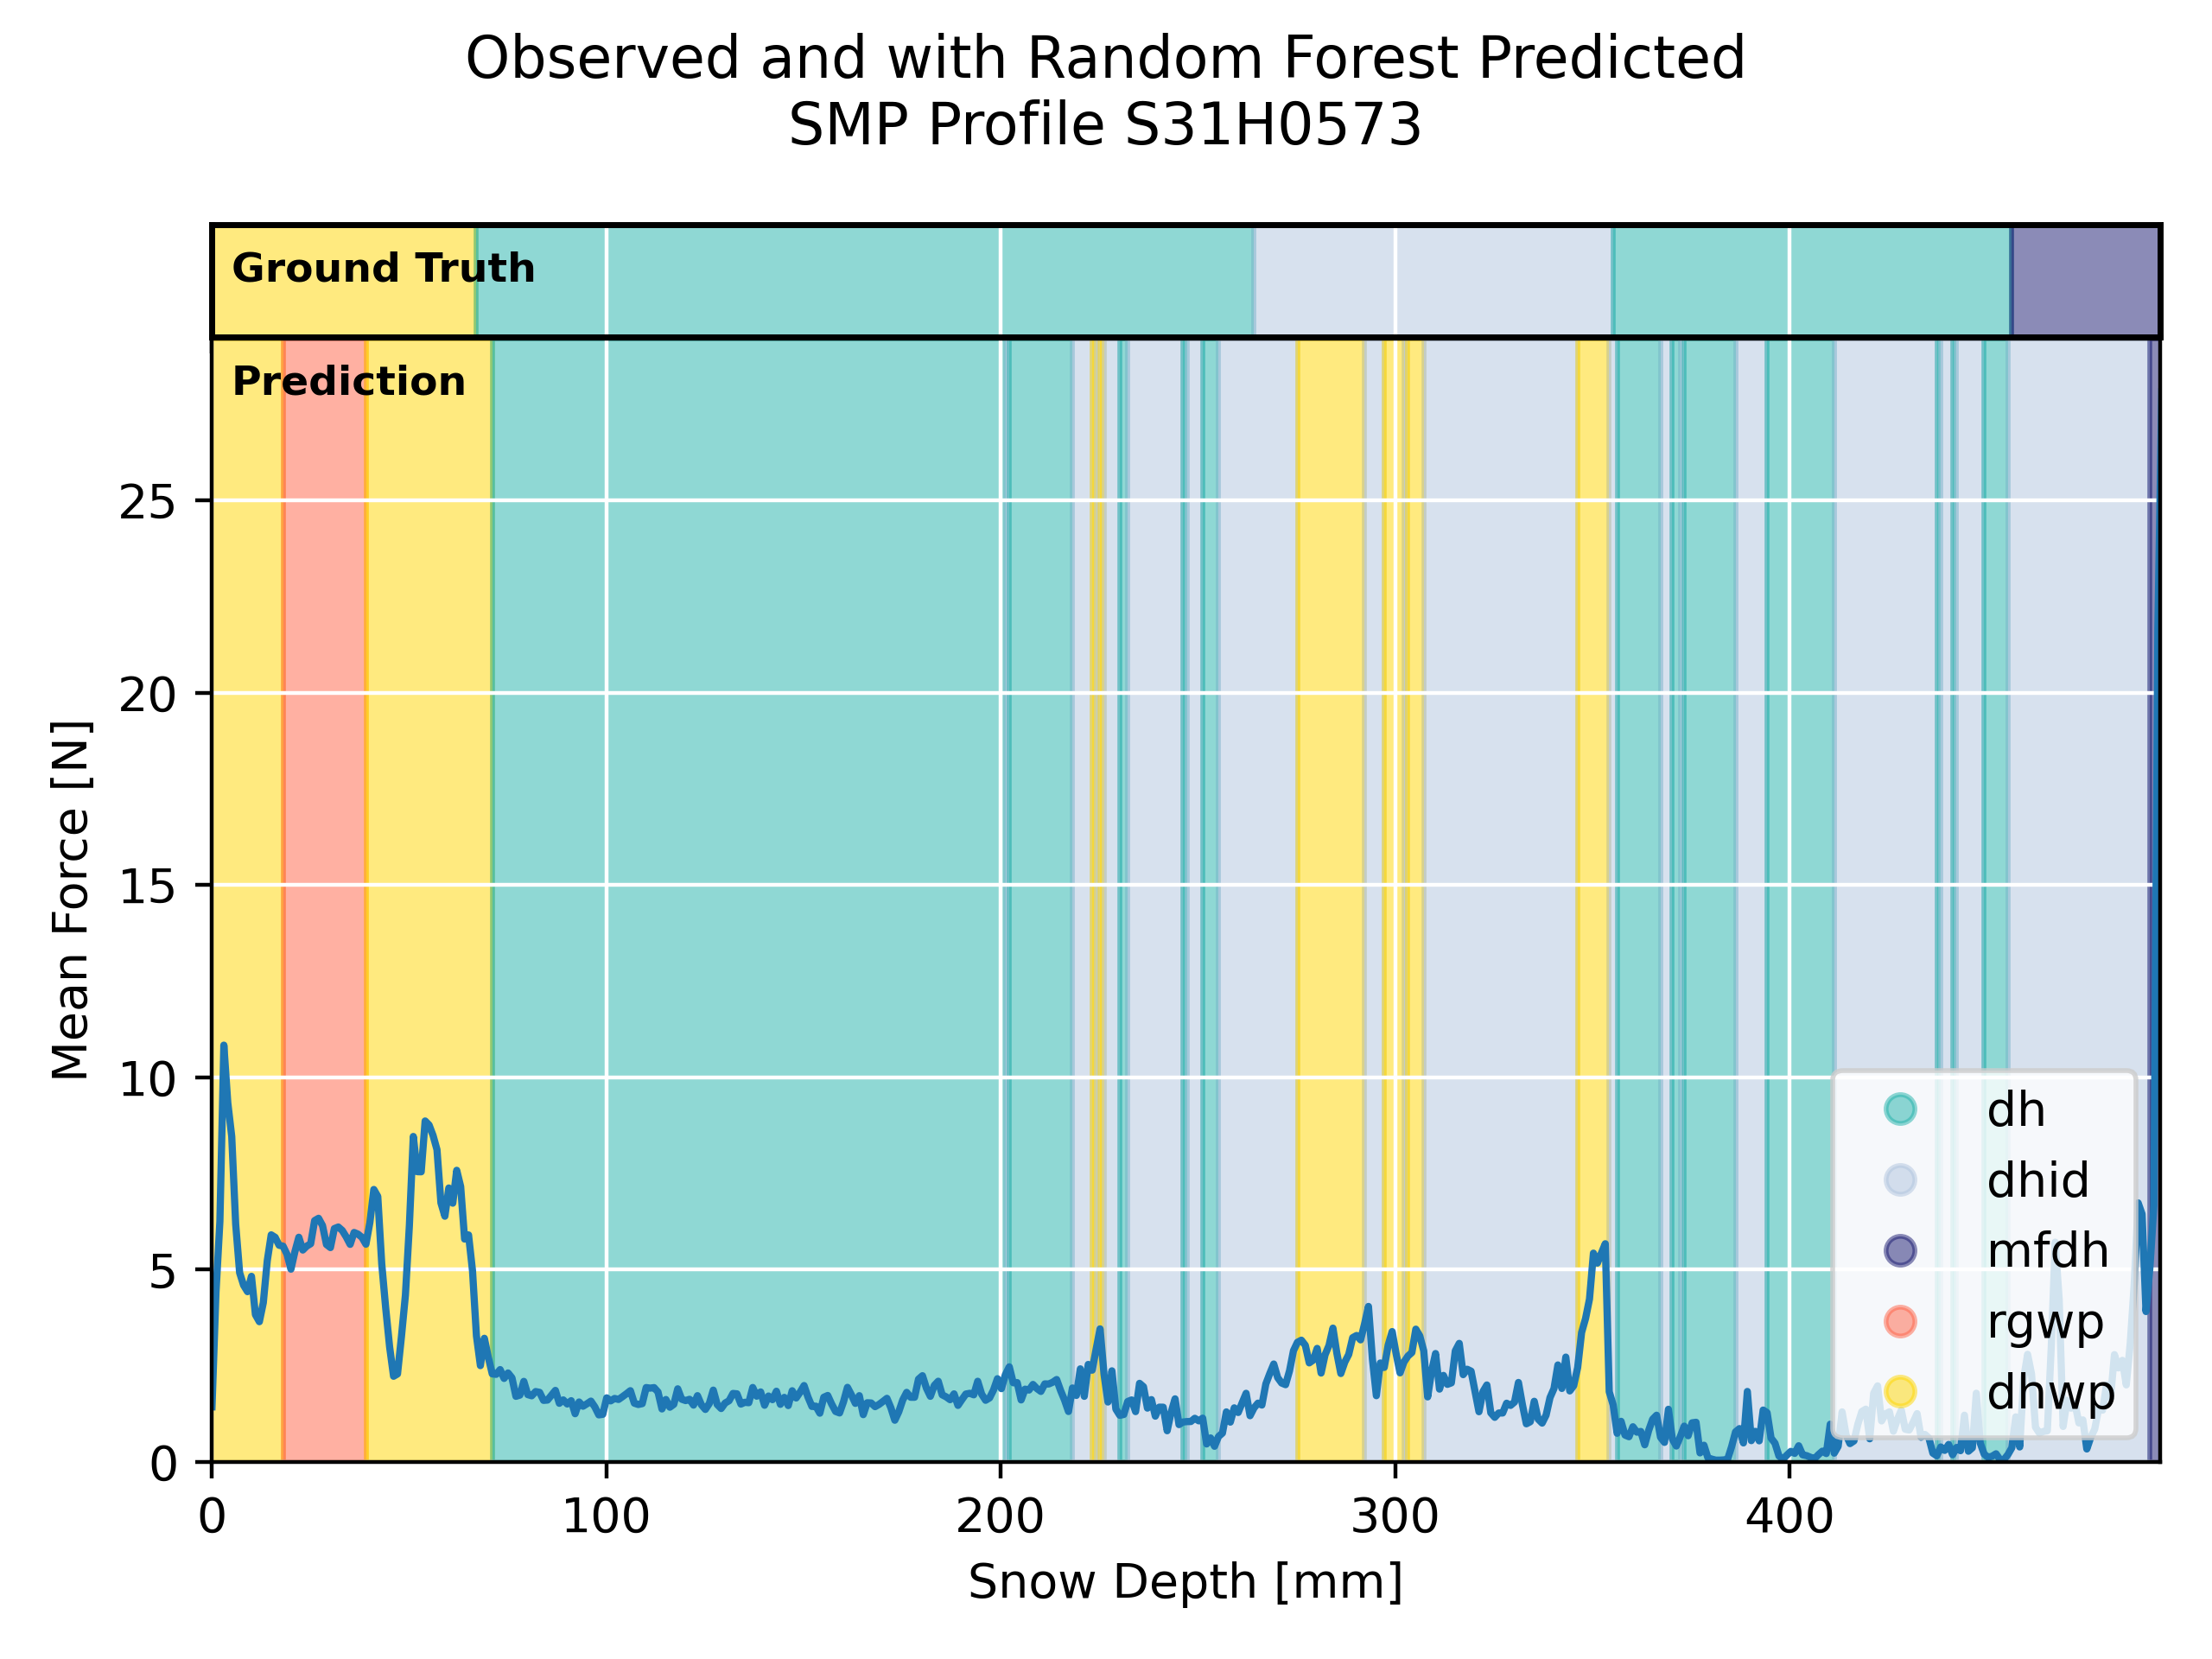 Observed and with Random Forest Predicted
SMP Profile S31H0573
Ground Truth
Prediction
25
20
15
10
5
0
Mean Force [N]
0 100 200 300 400
Snow Depth [mm]
dh
dhid
mfdh
rgwp
dhwp